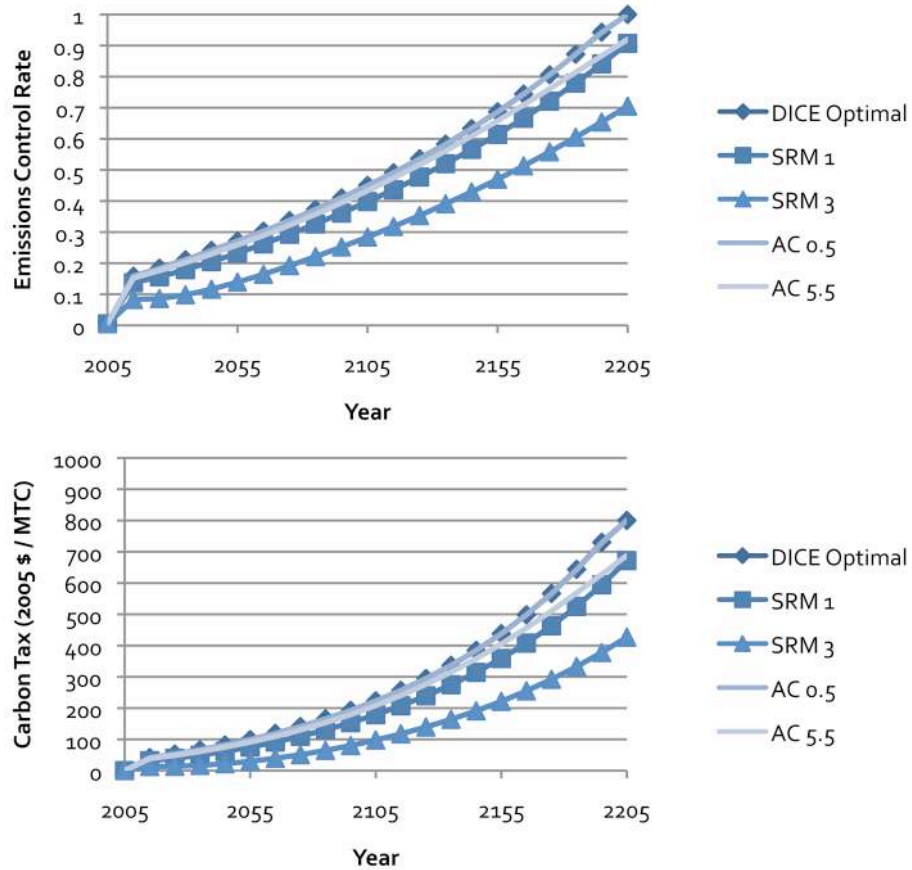 Emissions Control Rate
1
0.9
0.8
0.7
0.6
0.5
0.4
0.3
0.2
0.1
0
2005 2055 2105 2155 2205
Year
DICE Optimal
SRM 1
SRM 3
AC 0.5
AC 5.5
Carbon Tax (2005 $ / MTC)
1000
900
800
700
600
500
400
300
200
100
0
2005 2055 2105 2155 2205
Year
DICE Optimal
SRM 1
SRM 3
AC 0.5
AC 5.5